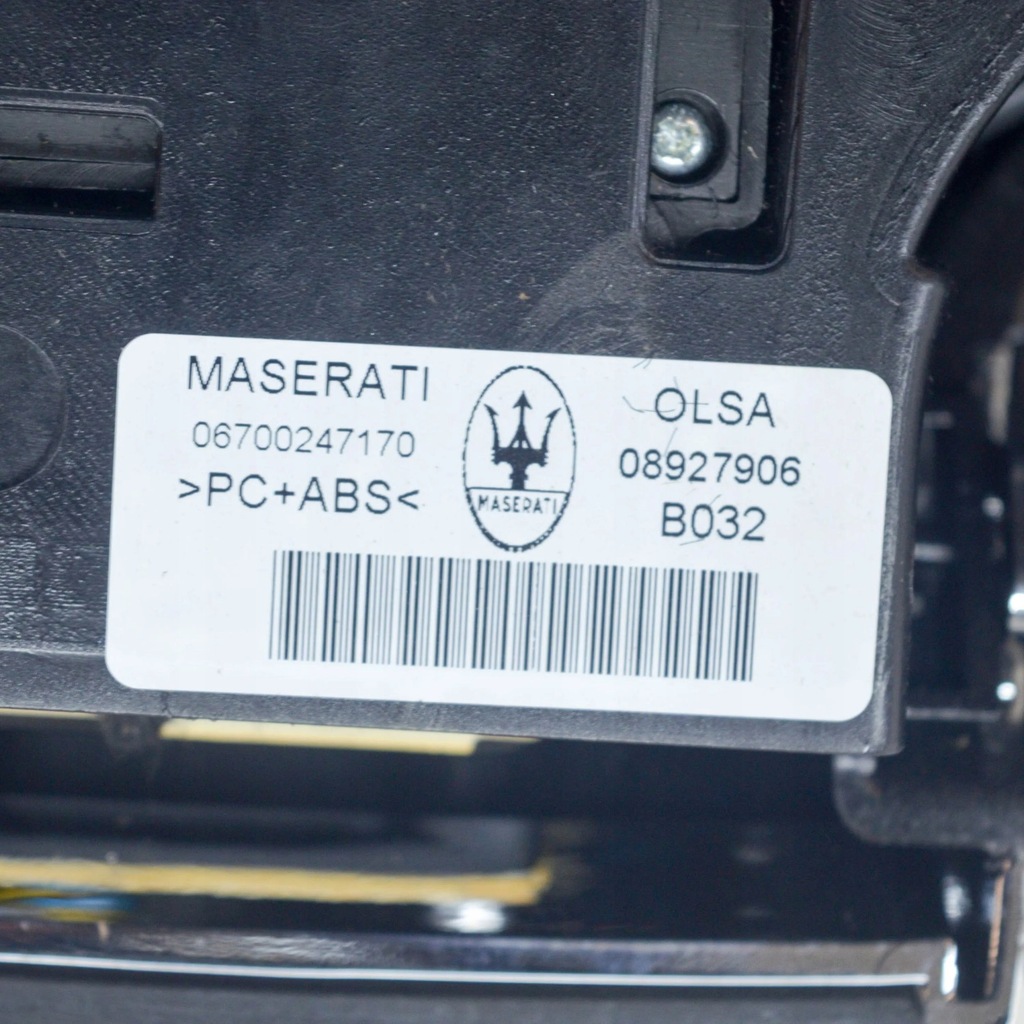 MASERATI
06700247170
>PC+ABS<
MASERATI
OLSA
08927906
B032